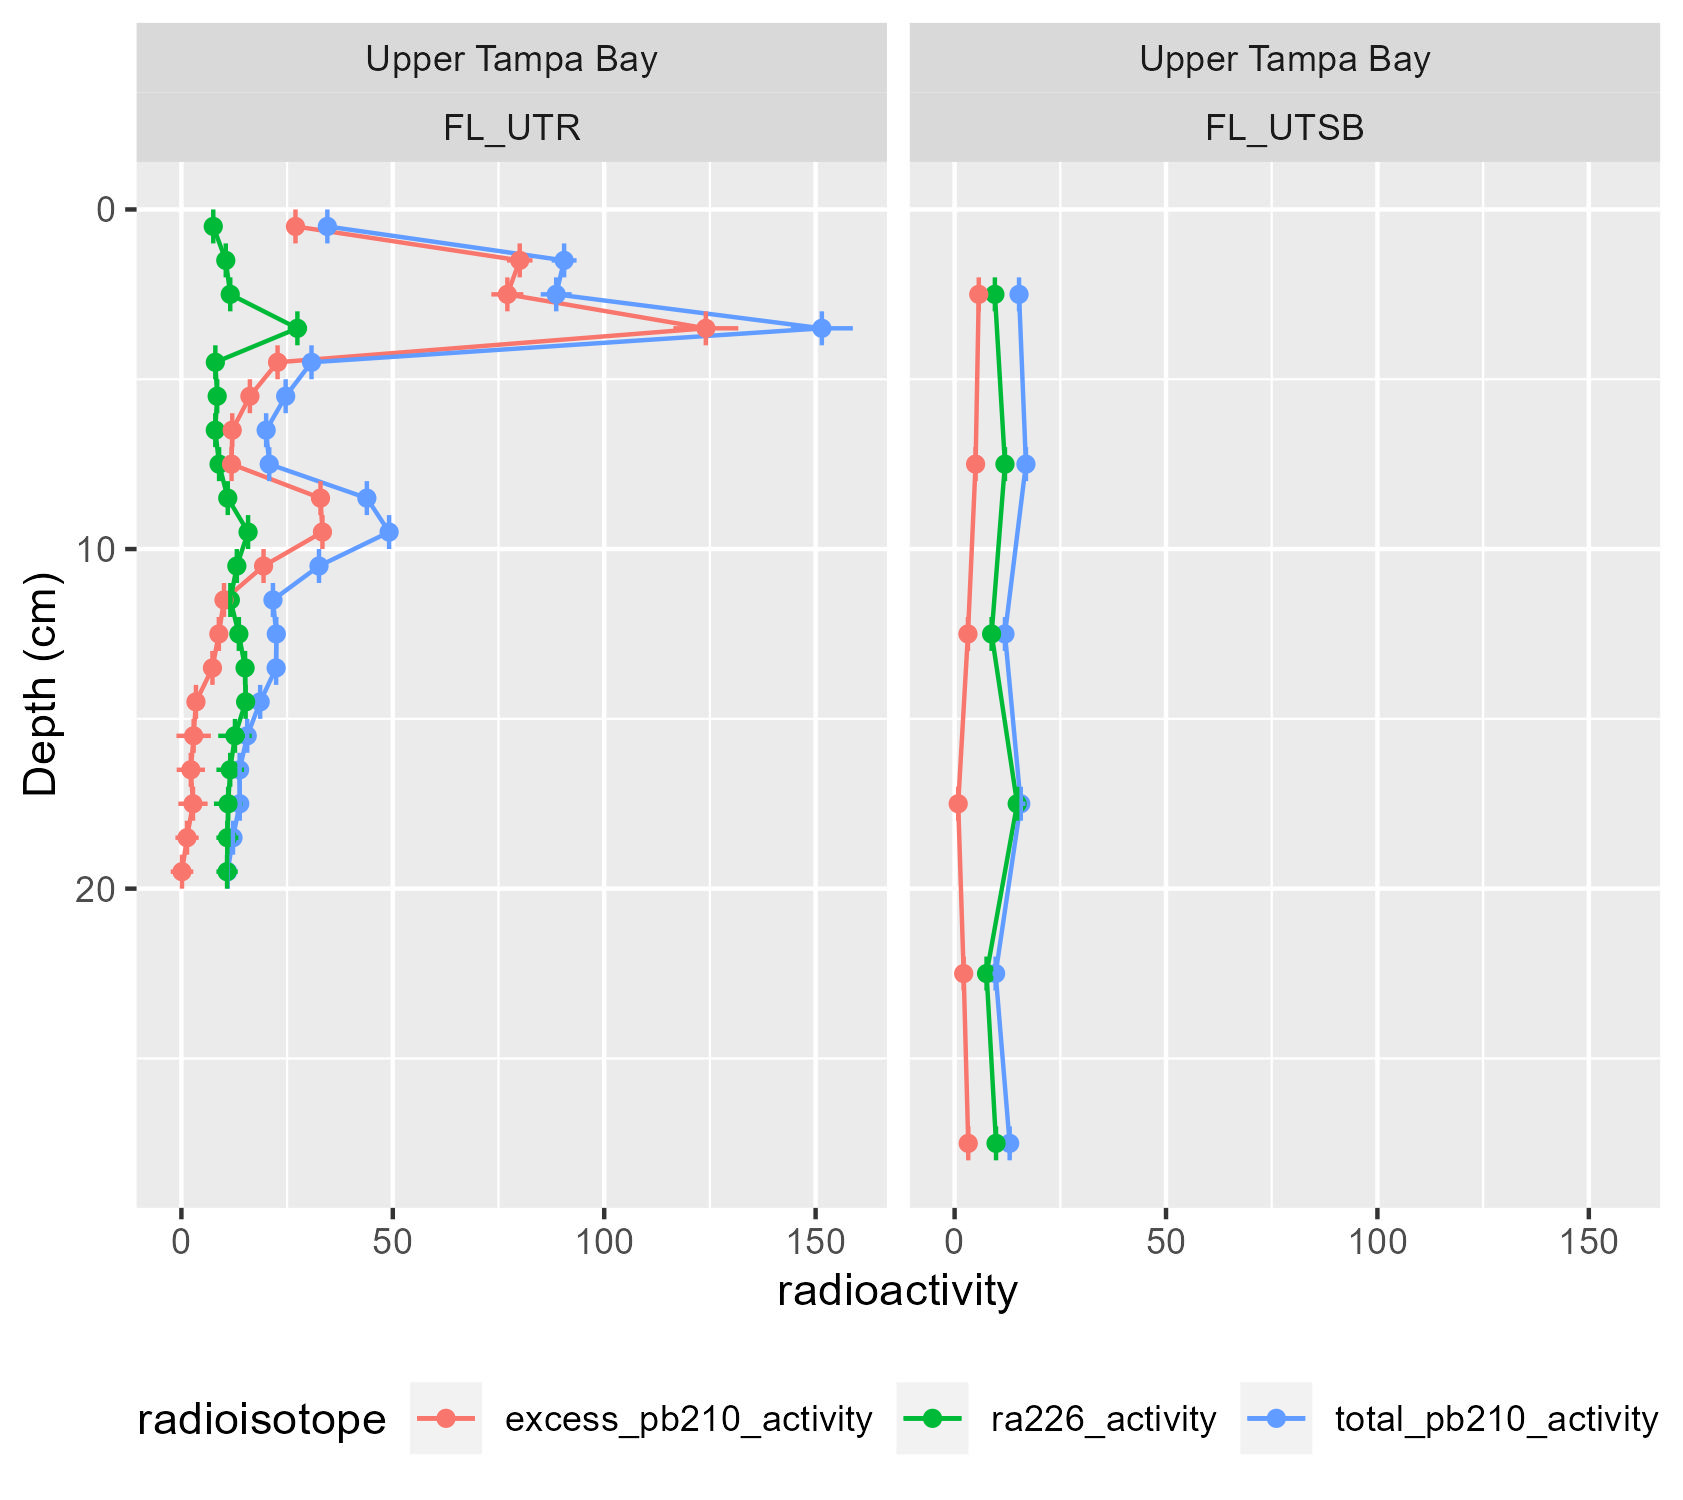 Upper Tampa Bay Upper Tampa Bay
FL_UTR FL_UTSB
0
10
20
Depth (cm)
0 50 100 150 0 50 100 150
radioactivity
radioisotope excess_pb210_activity ra226_activity total_pb210_activity